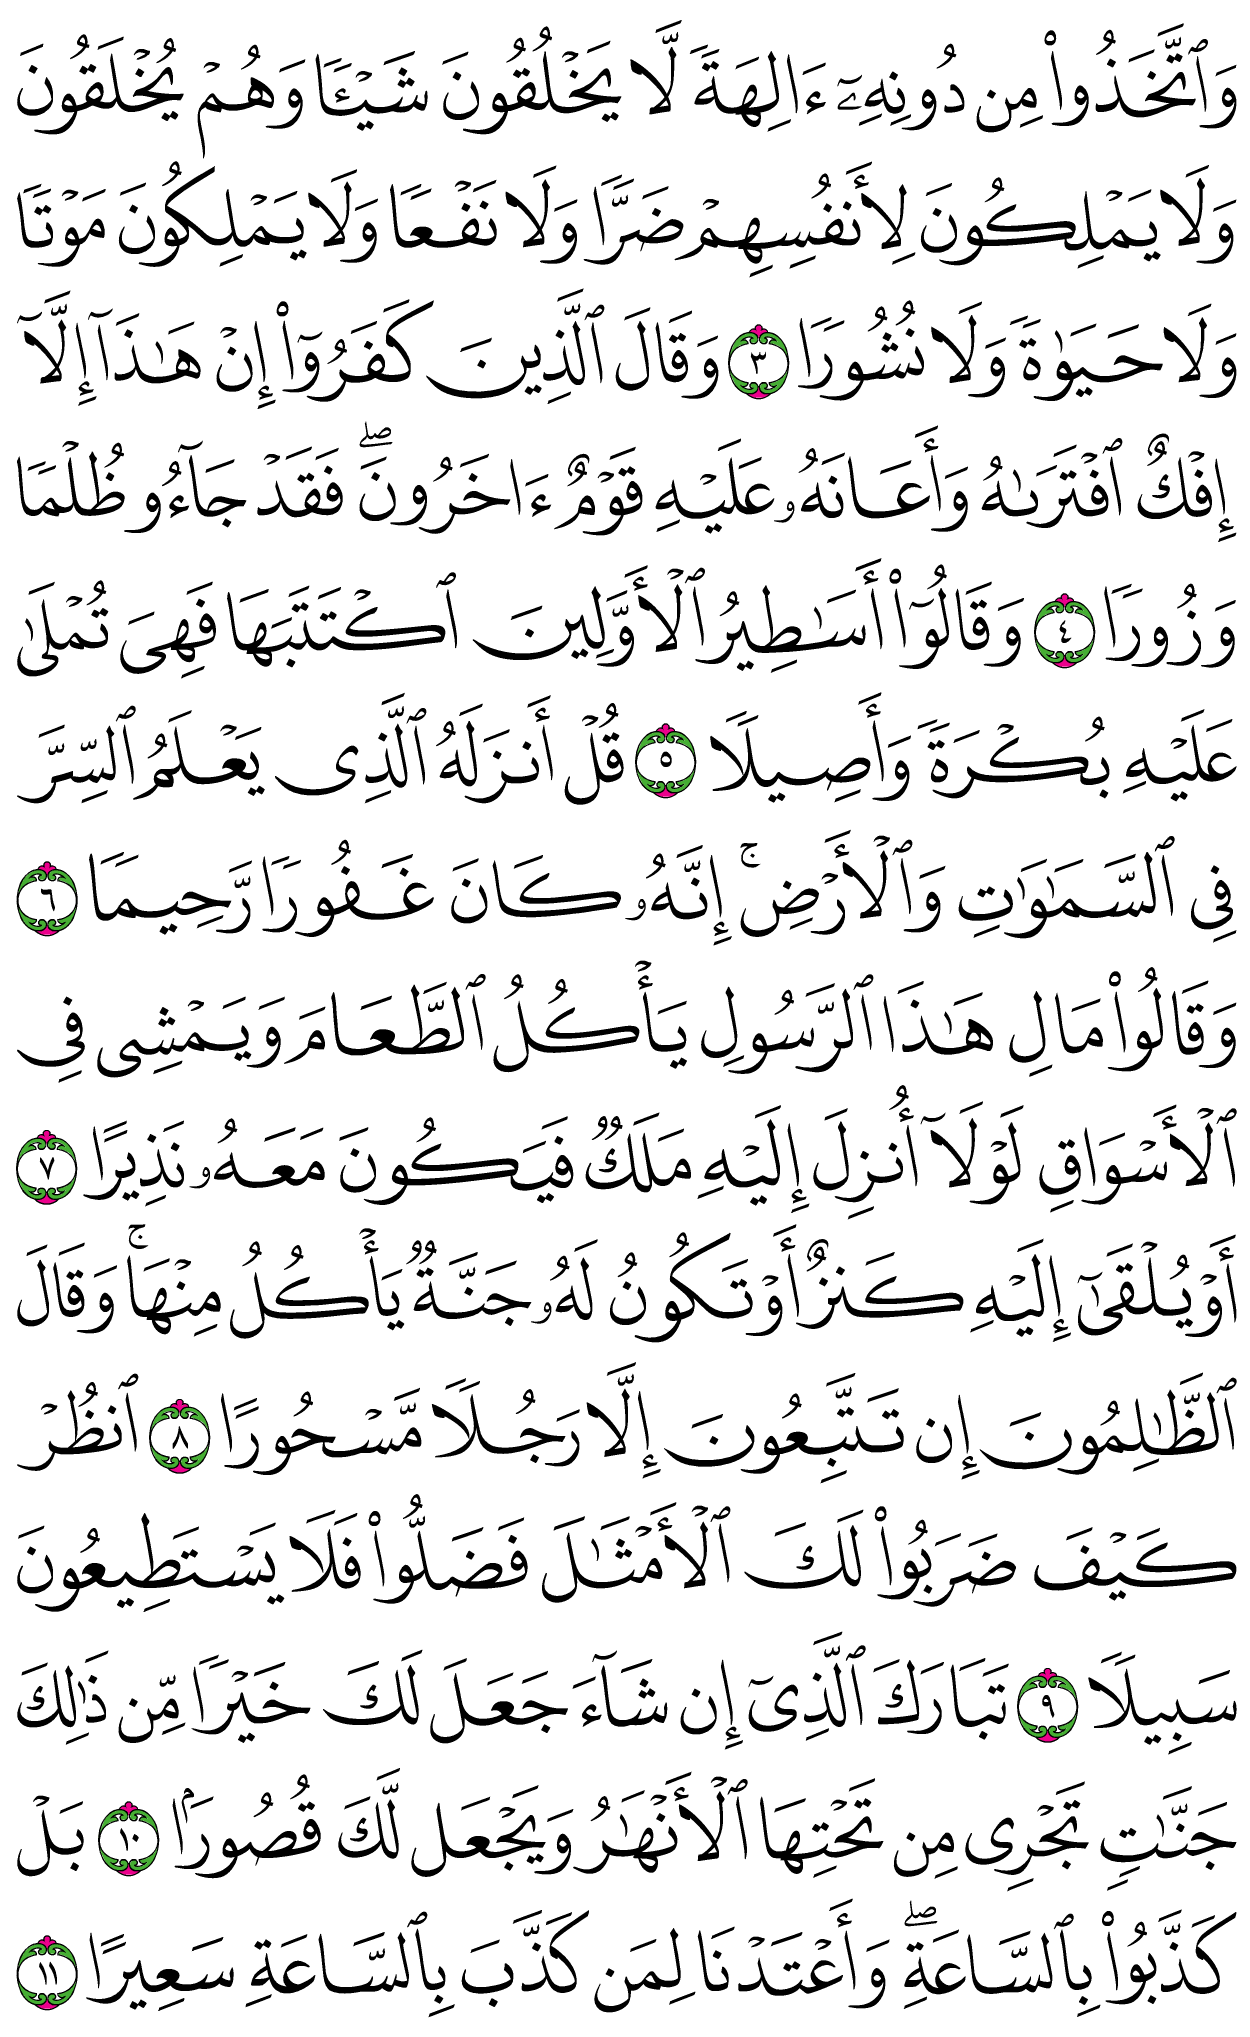 وَٱتَّخَذُوا۟ مِن دُونِهِۦٓ ءَالِهَةً لَّا يَخْلُقُونَ شَيْـًٔا وَهُمْ يُخْلَقُونَ
وَلَا يَمْلِكُونَ لِأَنفُسِهِمْ ضَرًّا وَلَا نَفْعًا وَلَا يَمْلِكُونَ مَوْتًا
وَلَا حَيَوٰةً وَلَا نُشُورًا ٣ وَقَالَ ٱلَّذِينَ كَفَرُوٓا۟ إِنْ هَـٰذَآ إِلَّآ
إِفْكٌ ٱفْتَرَىٰهُ وَأَعَانَهُۥ عَلَيْهِ قَوْمٌ ءَاخَرُونَ ۖ فَقَدْ جَآءُو ظُلْمًا
وَزُورًا ٤ وَقَالُوٓا۟ أَسَـٰطِيرُ ٱلْأَوَّلِينَ ٱكْتَتَبَهَا فَهِىَ تُمْلَىٰ
عَلَيْهِ بُكْرَةً وَأَصِيلًا ٥ قُلْ أَنزَلَهُ ٱلَّذِى يَعْلَمُ ٱلسِّرَّ
فِى ٱلسَّمَـٰوَٰتِ وَٱلْأَرْضِ ۚ إِنَّهُۥ كَانَ غَفُورًا رَّحِيمًا ٦
وَقَالُوا۟ مَالِ هَـٰذَا ٱلرَّسُولِ يَأْكُلُ ٱلطَّعَامَ وَيَمْشِى فِى
ٱلْأَسْوَاقِ لَوْلَآ أُنزِلَ إِلَيْهِ مَلَكٌ فَيَكُونَ مَعَهُۥ نَذِيرًا ٧
أَوْ يُلْقَىٰٓ إِلَيْهِ كَنزٌ أَوْ تَكُونُ لَهُۥ جَنَّةٌ يَأْكُلُ مِنْهَا ۚ وَقَالَ
ٱلظَّـٰلِمُونَ إِن تَتَّبِعُونَ إِلَّا رَجُلًا مَّسْحُورًا ٨ ٱنظُرْ
كَيْفَ ضَرَبُوا۟ لَكَ ٱلْأَمْثَـٰلَ فَضَلُّوا۟ فَلَا يَسْتَطِيعُونَ
سَبِيلًا ٩ تَبَارَكَ ٱلَّذِىٓ إِن شَآءَ جَعَلَ لَكَ خَيْرًا مِّن ذَٰلِكَ
جَنَّـٰتٍ تَجْرِى مِن تَحْتِهَا ٱلْأَنْهَـٰرُ وَيَجْعَل لَّكَ قُصُورًۢا ١٠ بَلْ
كَذَّبُوا۟ بِٱلسَّاعَةِ ۖ وَأَعْتَدْنَا لِمَن كَذَّبَ بِٱلسَّاعَةِ سَعِيرًا ١١